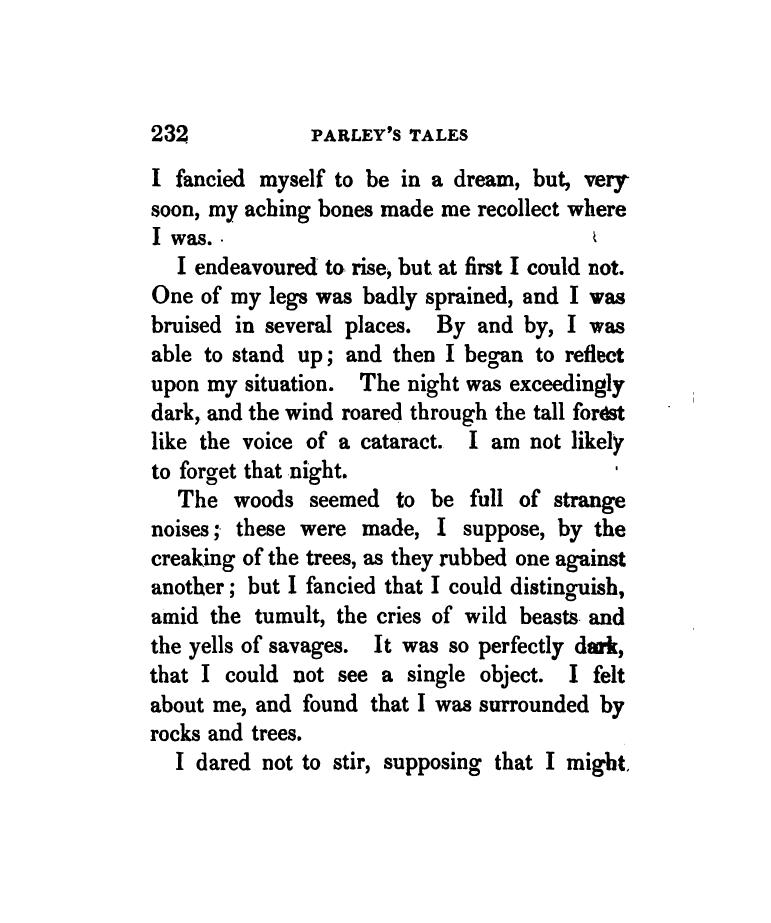 232 PARLEY'S TALES
I fancied myself to be in a dream, but, very
soon, my aching bones made me recollect where
I was.
I endeavoured to rise, but at first I could not.
One of my legs was badly sprained, and I was
bruised in several places. By and by, I was
able to stand up; and then I began to reflect
upon my situation. The night was exceedingly
dark, and the wind roared through the tall forest
like the voice of a cataract. I am not likely
to forget that night.
The woods seemed to be full of strange
noises; these were made, I suppose, by the
creaking of the trees, as they rubbed one against
another; but I fancied that I could distinguish,
amid the tumult, the cries of wild beasts and
the yells of savages. It was so perfectly dark,
that I could not see a single object. I felt
about me, and found that I was surrounded by
rocks and trees.
I dared not to stir, supposing that I might